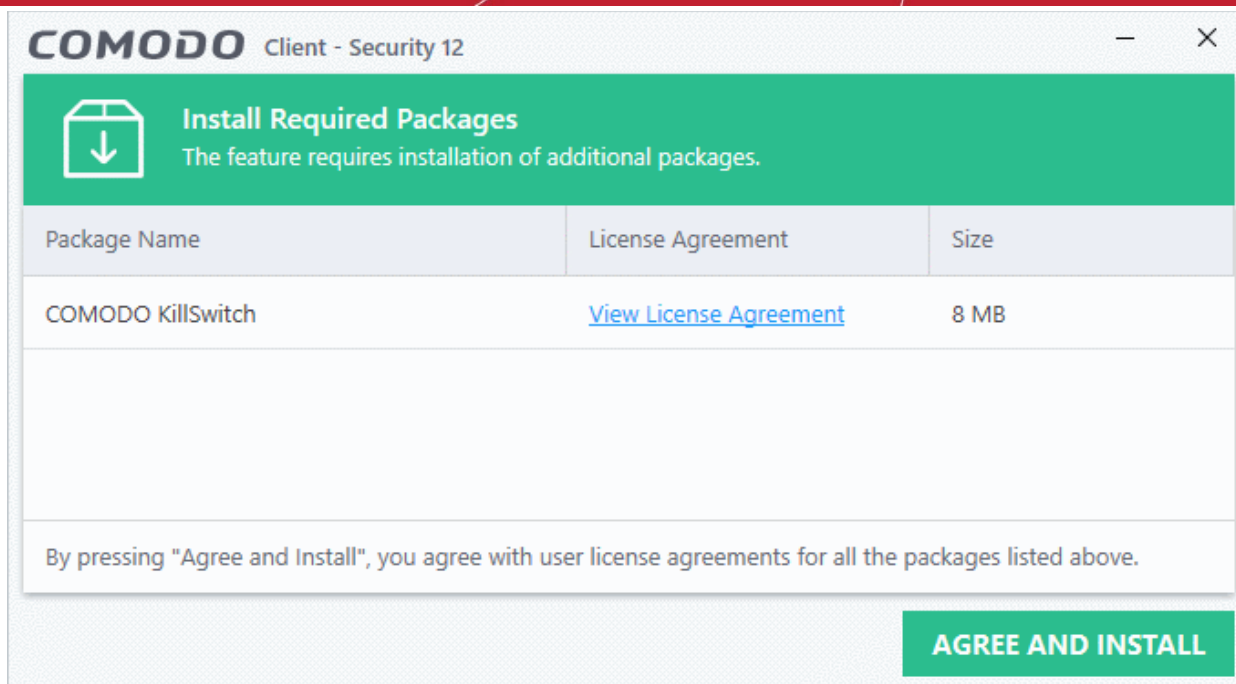 COMODO Client - Security 12
Install Required Packages
The feature requires installation of additional packages.
Package Name License Agreement Size
COMODO KillSwitch View License Agreement 8 MB
By pressing "Agree and Install", you agree with user license agreements for all the packages listed above.
AGREE AND INSTALL